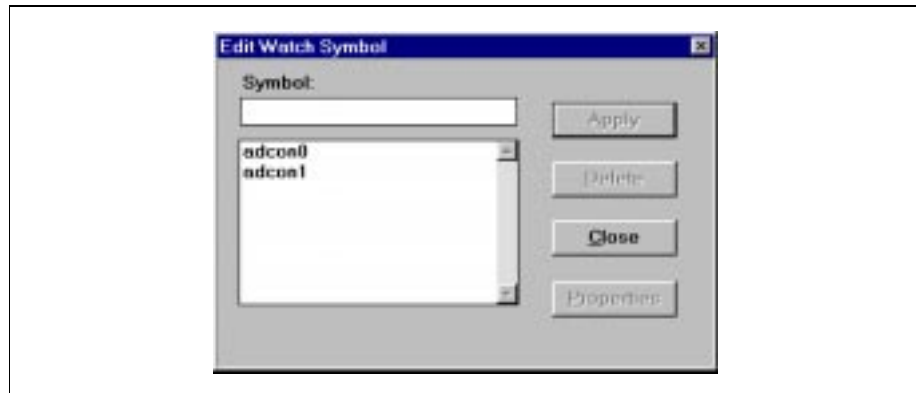 Edit Watch Symbol
Symbol:
Apply
adcon0
adcon1
Delete
Close
Properties